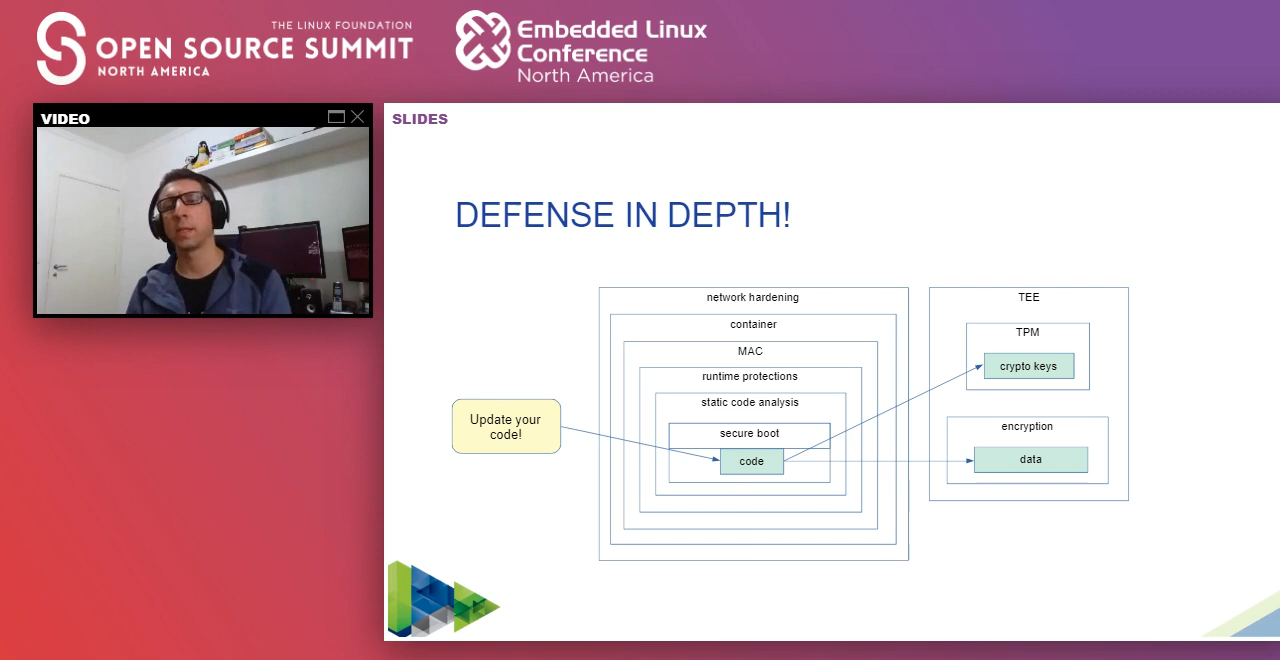 THE LINUX FOUNDATION
OPEN SOURCE SUMMIT
NORTH AMERICA
Embedded Linux
Conference
North America
VIDEO
SLIDES
DEFENSE IN DEPTH!
network hardening
container
MAC
runtime protections
static code analysis
secure boot
code
Update your
code!
TEE
TPM
crypto keys
encryption
data